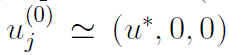 u_j^{(0)} ≃ (u*, 0, 0)